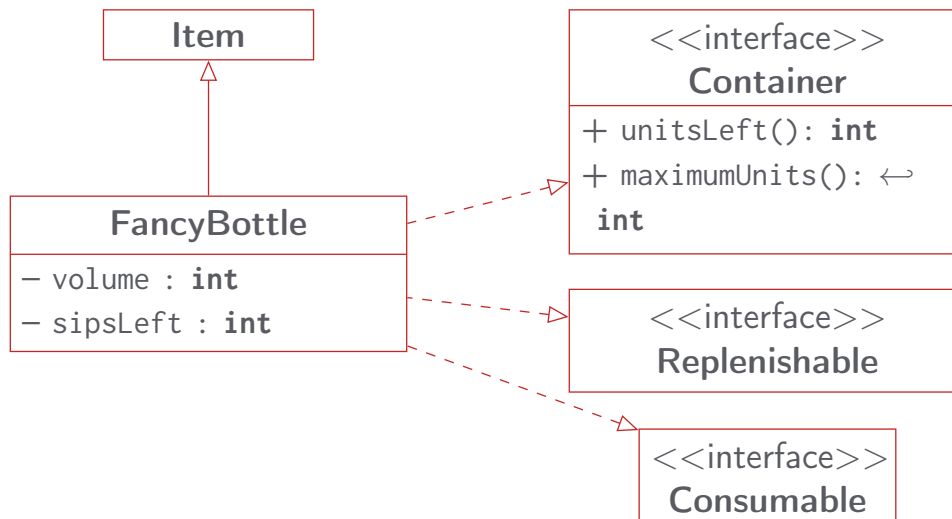 Item
<<interface>>
Container
+ unitsLeft(): int
+ maximumUnits(): ↩
int
FancyBottle
− volume : int
− sipsLeft : int
<<interface>>
Replenishable
<<interface>>
Consumable